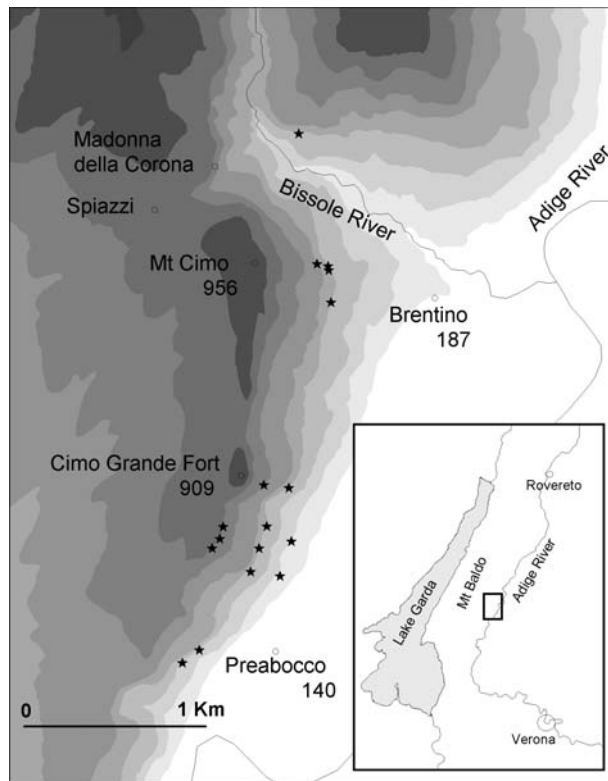 Madonna
della Corona
Spiazzi
Bissole River
Adige River
Mt Cimo
956
Brentino
187
Cimo Grande Fort
909
Rovereto
Mt Baldo
Adige River
Lake Garda
Preabocco
140
0 1 Km
Verona